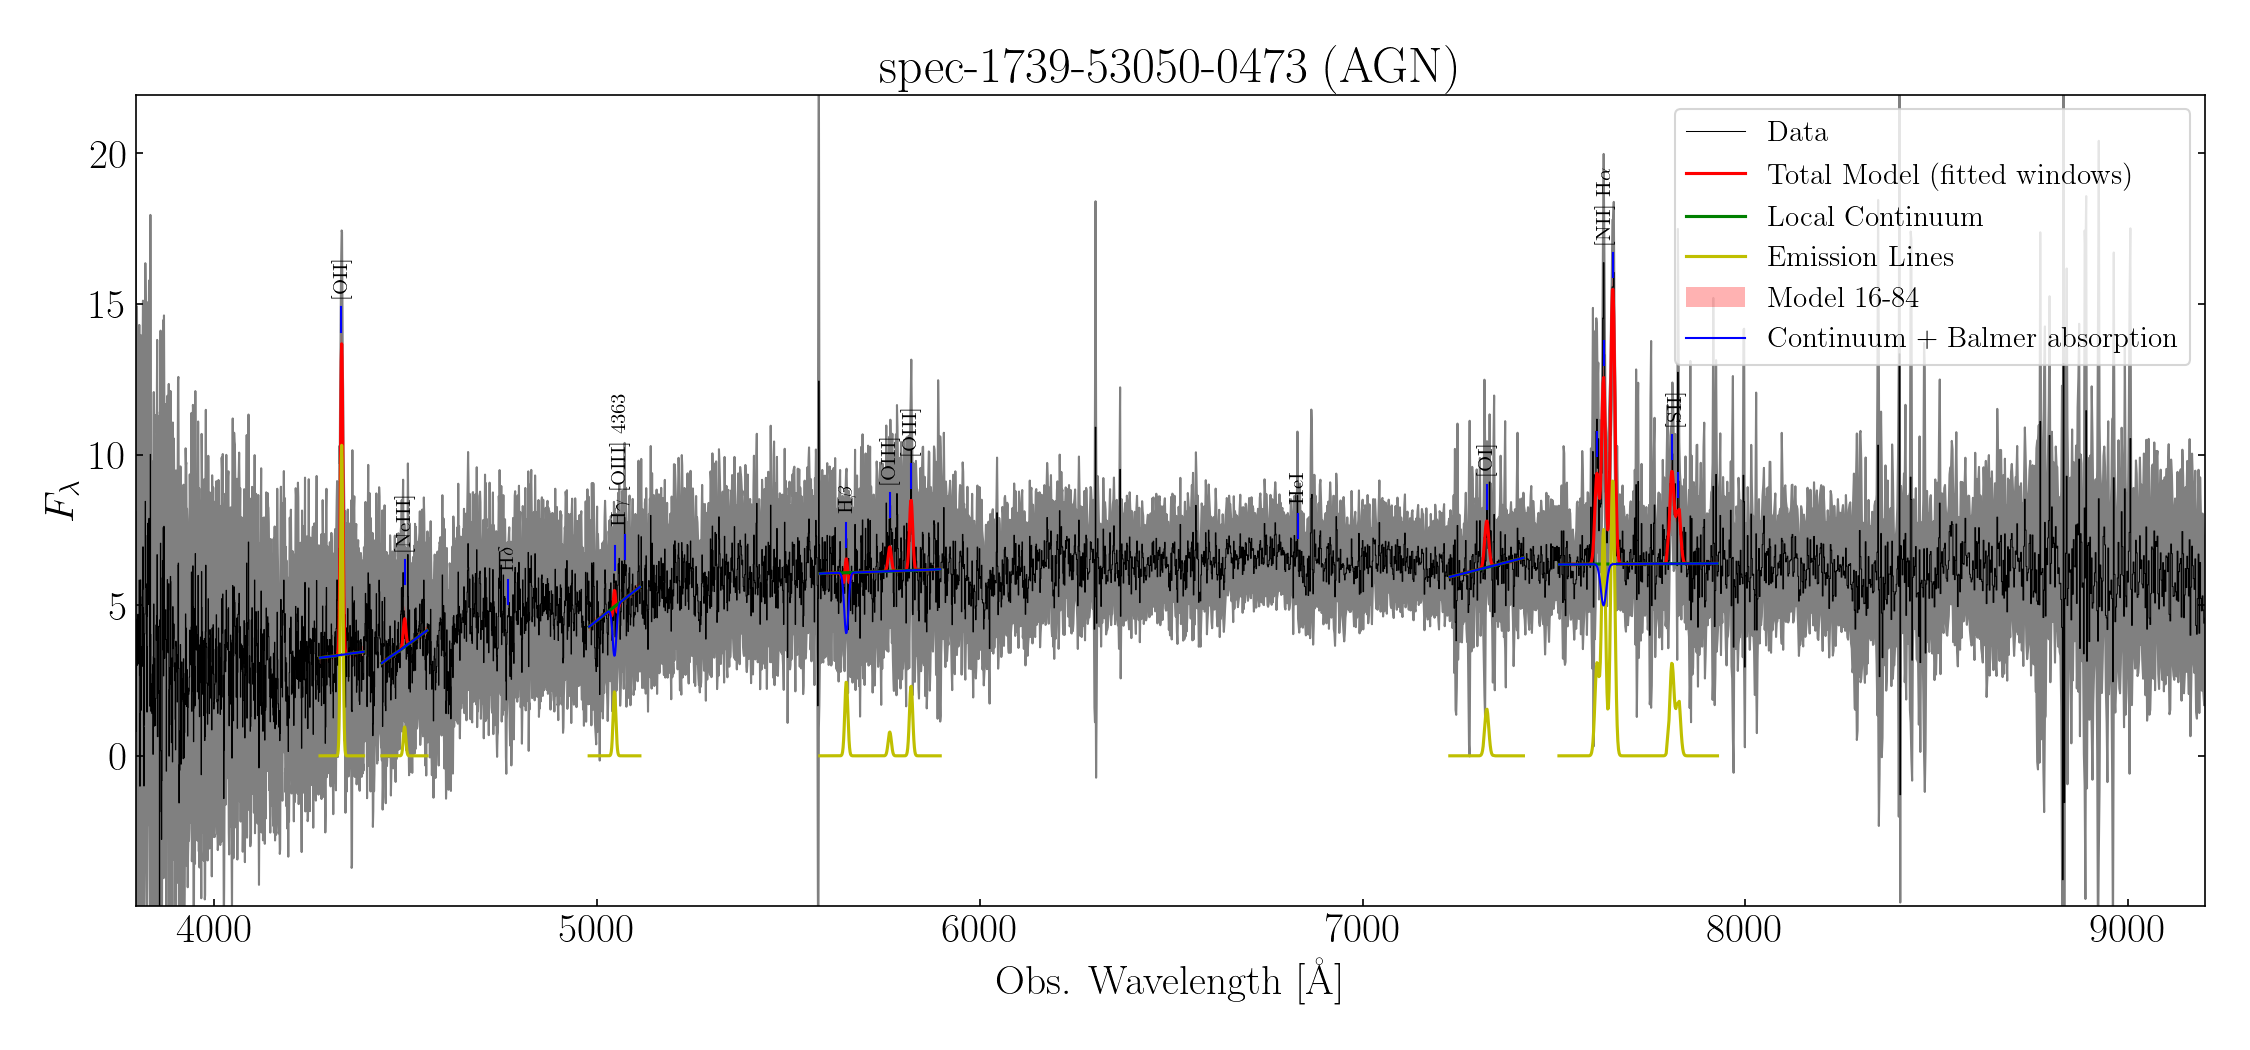 spec-1739-53050-0473 (AGN)
Data
Total Model (fitted windows)
Local Continuum
Emission Lines
Model 16-84
Continuum + Balmer absorption
[OII]
[NeIII]
Hδ
Hγ [OIII] 4363
Hβ
[OIII]
[OIII]
HeI
[OI]
[NII] Hα
[SII]
20
15
10
5
0
F_λ
4000 5000 6000 7000 8000 9000
Obs. Wavelength [Å]